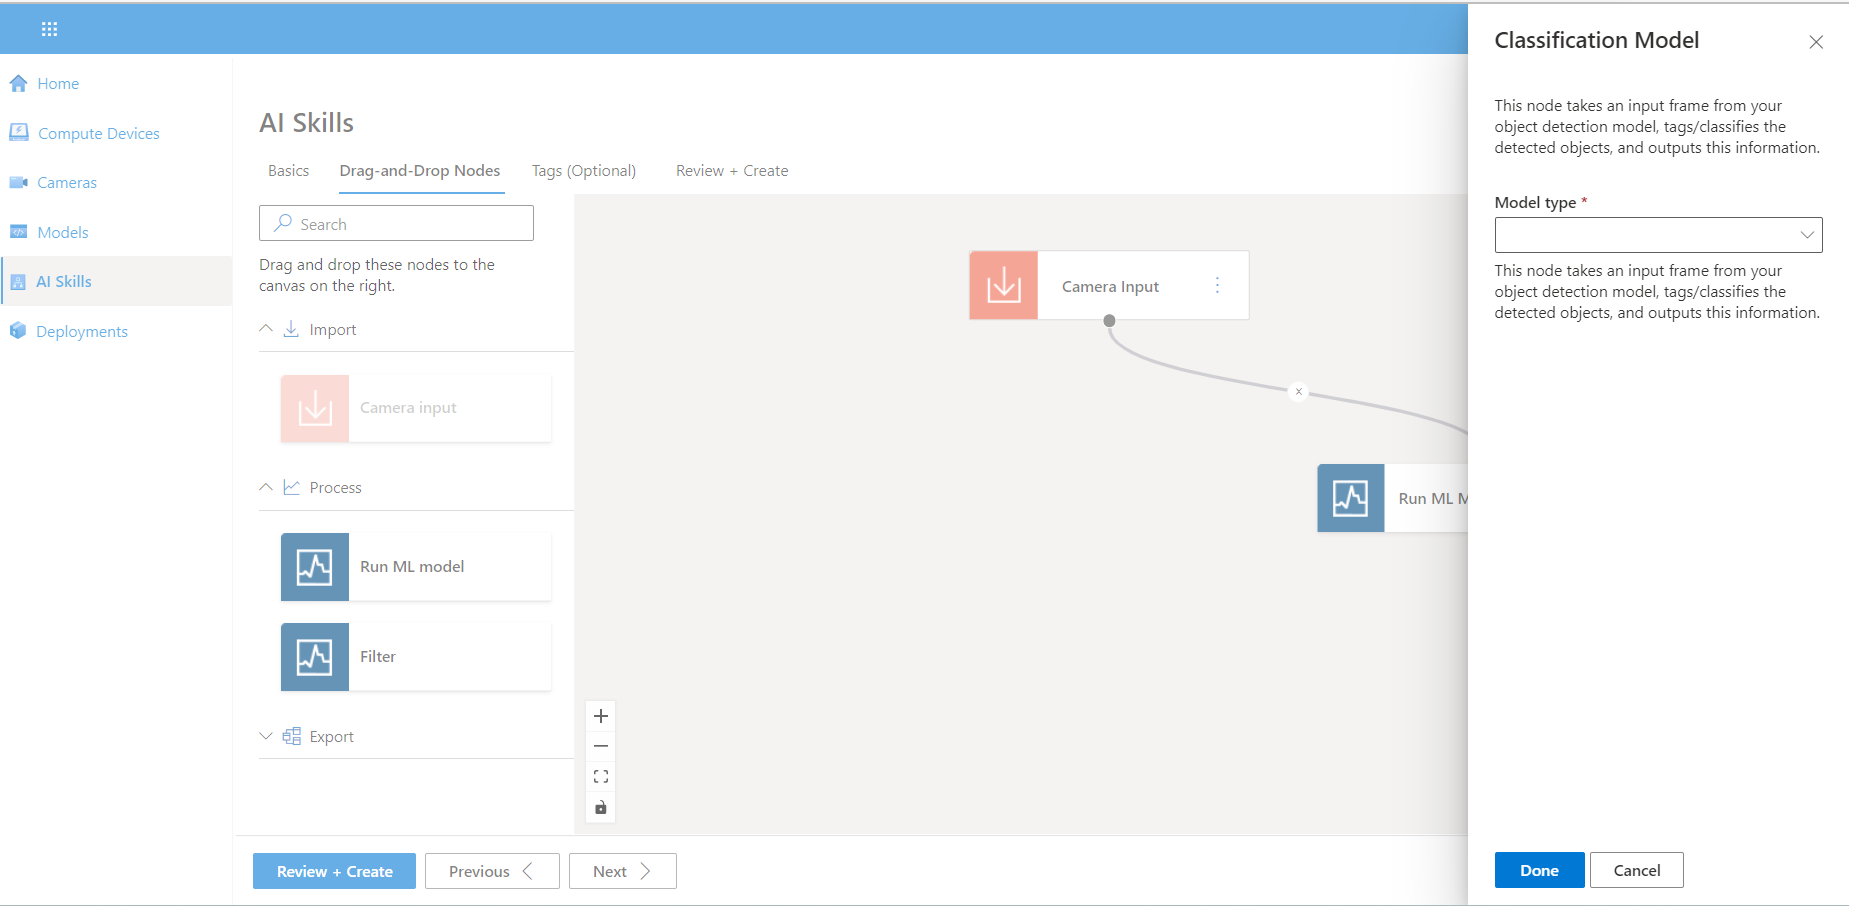 Home
Compute Devices
Cameras
Models
AI Skills
Deployments
AI Skills
Basics
Drag-and-Drop Nodes
Tags (Optional)
Review + Create
Search
Drag and drop these nodes to the
canvas on the right.
Import
Camera input
Process
Run ML model
Filter
Export
Camera Input
Run ML M
Review + Create
Previous
Next
Classification Model
This node takes an input frame from your
object detection model, tags/classifies the
detected objects, and outputs this information.
Model type *
This node takes an input frame from your
object detection model, tags/classifies the
detected objects, and outputs this information.
Done
Cancel